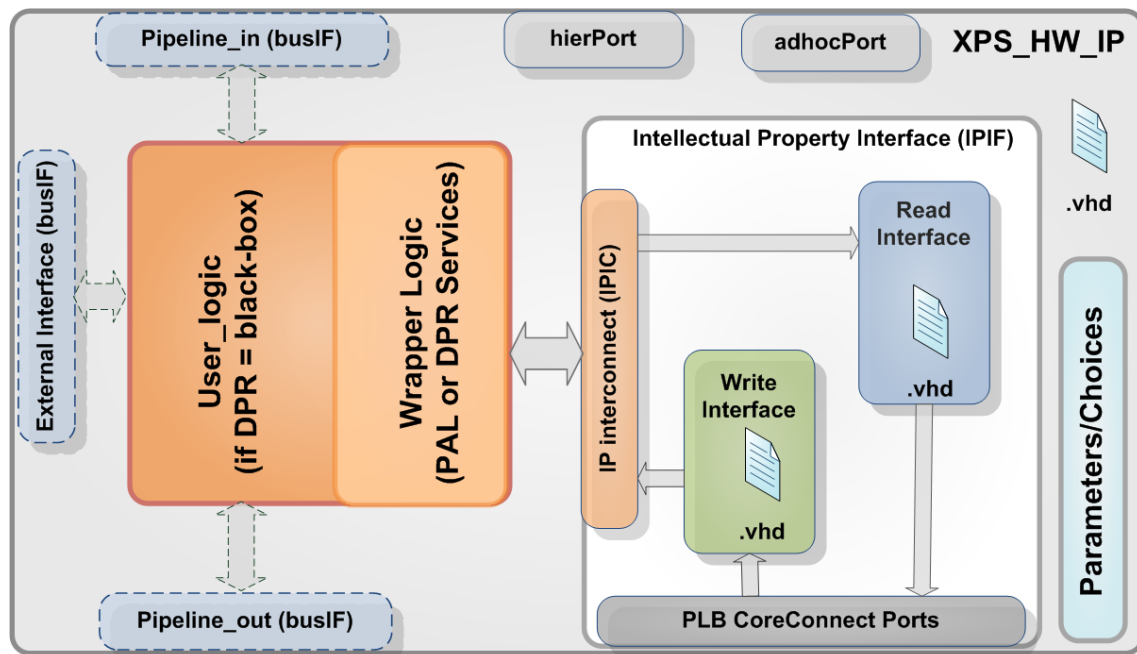 Pipeline_in (busIF)
hierPort
adhocPort
XPS_HW_IP
.vhd
External Interface (busIF)
User_logic
(if DPR = black-box)
Wrapper Logic
(PAL or DPR Services)
Intellectual Property Interface (IPIF)
IP interconnect (IPIC)
Read
Interface
.vhd
Write
Interface
.vhd
Parameters/Choices
Pipeline_out (busIF)
PLB CoreConnect Ports